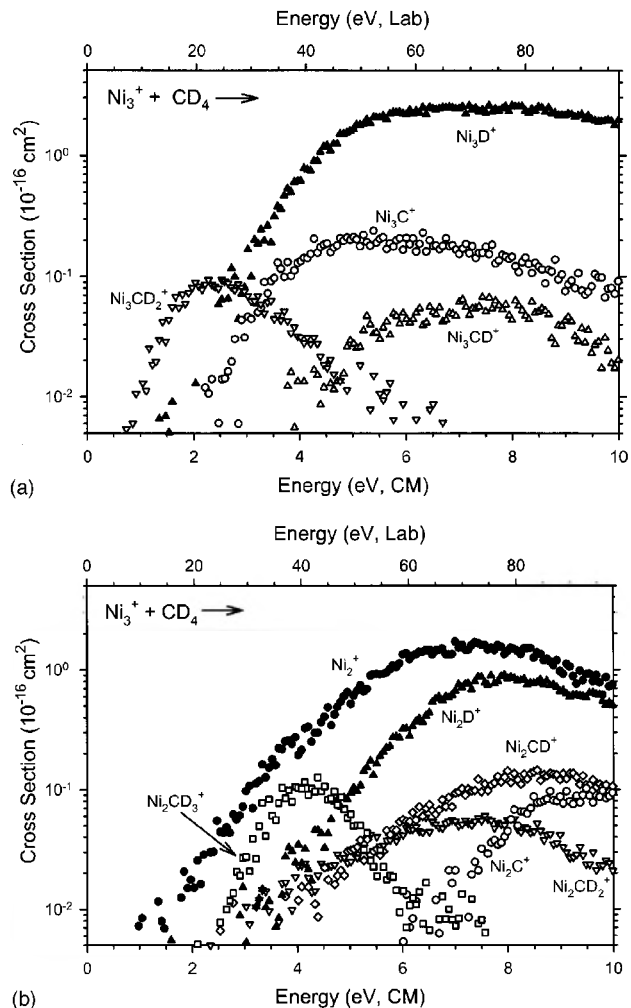 Energy (eV, Lab)
0 20 40 60 80
Ni₃⁺ + CD₄ →
Ni₃D⁺
10⁰
Ni₃C⁺
10⁻¹
Ni₃CD₂⁺
Ni₃CD⁺
10⁻²
Cross Section (10⁻¹⁶ cm²)
0 2 4 6 8 10
(a)
Energy (eV, CM)
Energy (eV, Lab)
0 20 40 60 80
Ni₃⁺ + CD₄ →
Ni₂⁺
10⁰
Ni₂D⁺
Ni₂CD⁺
10⁻¹
Ni₂CD₃⁺
Ni₂C⁺
Ni₂CD₂⁺
10⁻²
Cross Section (10⁻¹⁶ cm²)
0 2 4 6 8 10
(b)
Energy (eV, CM)